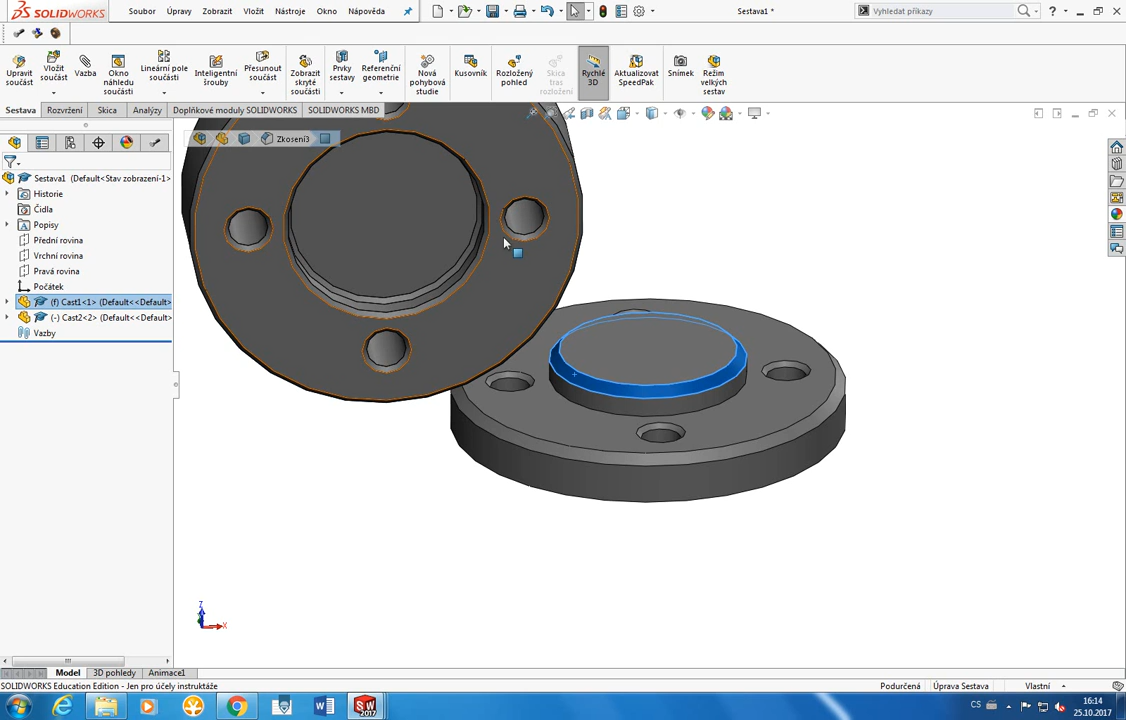 SOLIDWORKS Soubor Úpravy Zobrazit Vložit Nástroje Okno Nápověda Sestava1 * Vyhledat příkazy
Upravit součást
Vložit součást
Vazba
Okno náhledu součásti
Lineární pole součásti
Inteligentní šrouby
Přesunout součást
Zobrazit skryté součásti
Prvky sestavy
Referenční geometrie
Nová pohybová studie
Kusovník
Rozložený pohled
Skica tras rozložení
Rychlé 3D
Aktualizovat SpeedPak
Snímek
Režim velkých sestav
Sestava Rozvržení Skica Analýzy Doplňkové moduly SOLIDWORKS SOLIDWORKS MBD
Zkosení3
Sestava1 (Default<Stav zobrazení-1>
Historie
Čidla
Popisy
Přední rovina
Vrchní rovina
Pravá rovina
Počátek
(f) Cast1<1> (Default<<Default>
(-) Cast2<2> (Default<<Default>
Vazby
Z
X
Model 3D pohledy Animace1
SOLIDWORKS Education Edition - Jen pro účely instruktáže Podurčená Úprava Sestava Vlastní
CS 16:14
25.10.2017